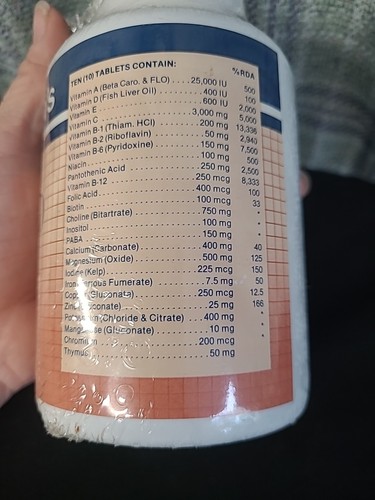 S
TEN (10) TABLETS CONTAIN: %RDA
Vitamin A (Beta Caro. & FLO) ....25,000 IU 500
Vitamin D (Fish Liver Oil) ....... 400 IU 100
Vitamin E ....... 600 IU 2,000
Vitamin C ....... 3,000 mg 5,000
Vitamin B-1 (Thiam. HCl) ....... 200 mg 13,336
Vitamin B-2 (Riboflavin) ....... 50 mg 2,940
Vitamin B-6 (Pyridoxine) ....... 150 mg 7,500
Niacin ....... 100 mg 500
Pantothenic Acid ....... 250 mg 2,500
Vitamin B-12 ....... 8,333
Folic Acid ....... 400 mcg 100
Biotin ....... 100 mcg 33
Choline (Bitartrate) ....... 750 mg *
Inositol ....... 100 mg *
PABA ....... 150 mg *
Calcium (Carbonate) ....... 400 mg 40
Magnesium (Oxide) ....... 500 mg 125
Iodine (Kelp) ....... 225 mcg 150
Iron (Ferrous Fumerate) ....... 7.5 mg 50
Copper (Gluconate) ....... 250 mcg 12.5
Zinc (Gluconate) ....... 25 mg 166
Potassium (Chloride & Citrate) ...400 mg *
Manganese (Gluconate) ....... 10 mg *
Chromium ....... 200 mcg *
Thymus ....... 50 mg *